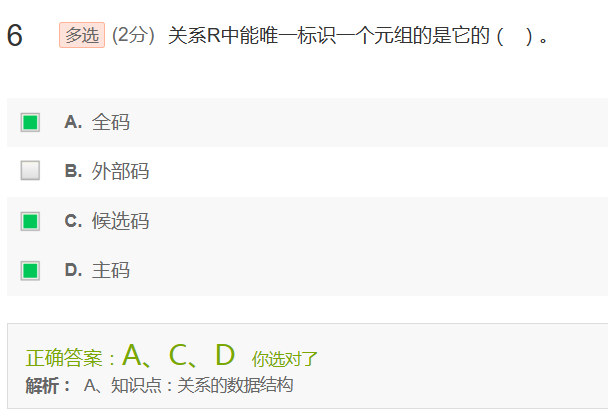 6 多选 (2分) 关系R中能唯一标识一个元组的是它的 ( )。
A. 全码
B. 外部码
C. 候选码
D. 主码
正确答案：A、C、D 你选对了
解析： A、知识点：关系的数据结构